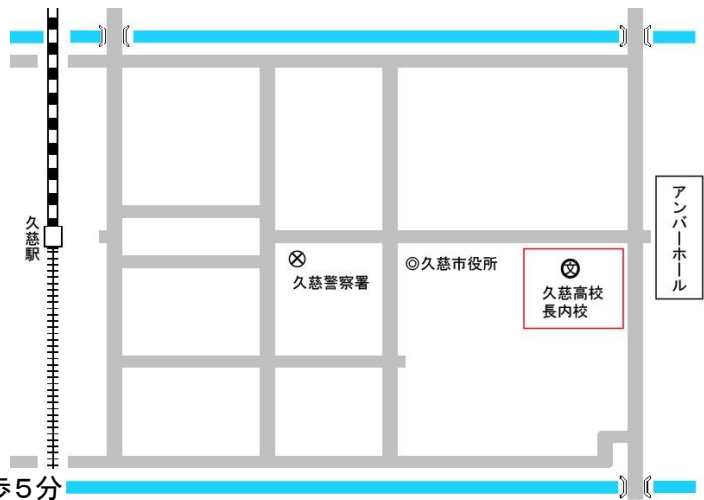 久慈駅
久慈警察署
◎久慈市役所
文
久慈高校
長内校
アンバーホール
歩5分